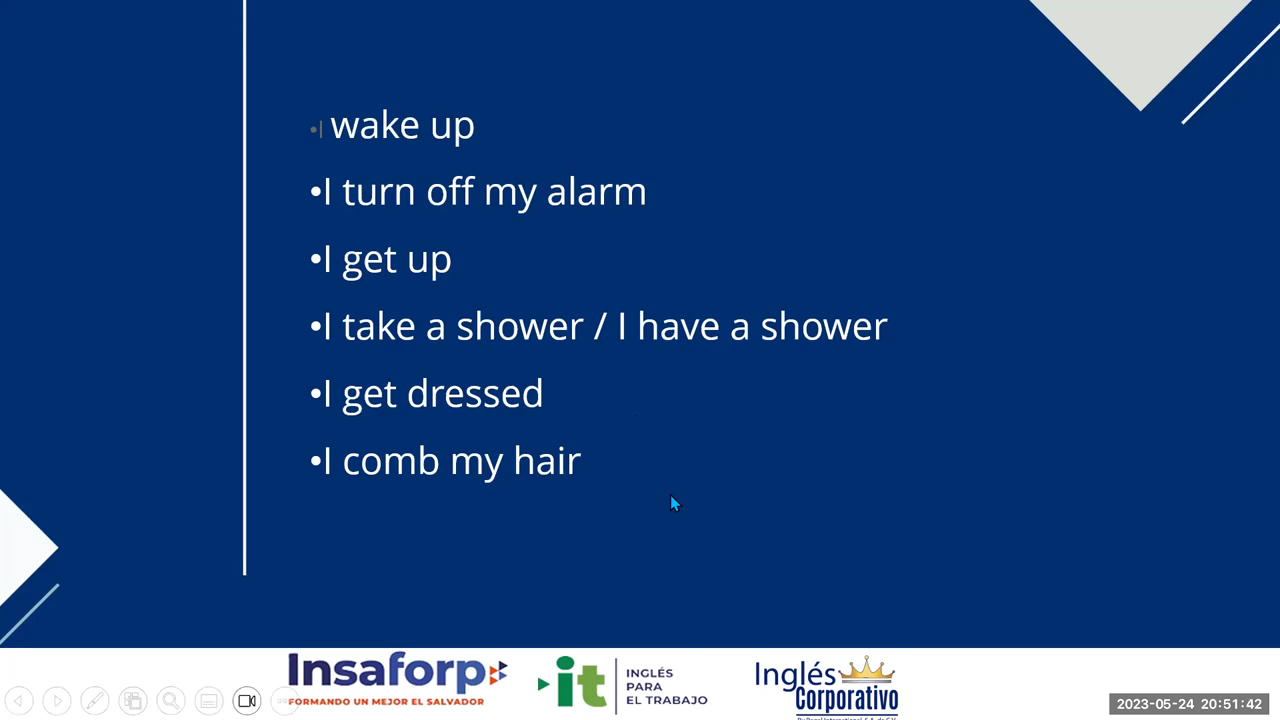 •I wake up
•I turn off my alarm
•I get up
•I take a shower / I have a shower
•I get dressed
•I comb my hair
Insaforp
FORMANDO UN MEJOR EL SALVADOR
it
INGLÉS
PARA
EL TRABAJO
Inglés
Corporativo
2023-05-24 20:51:42